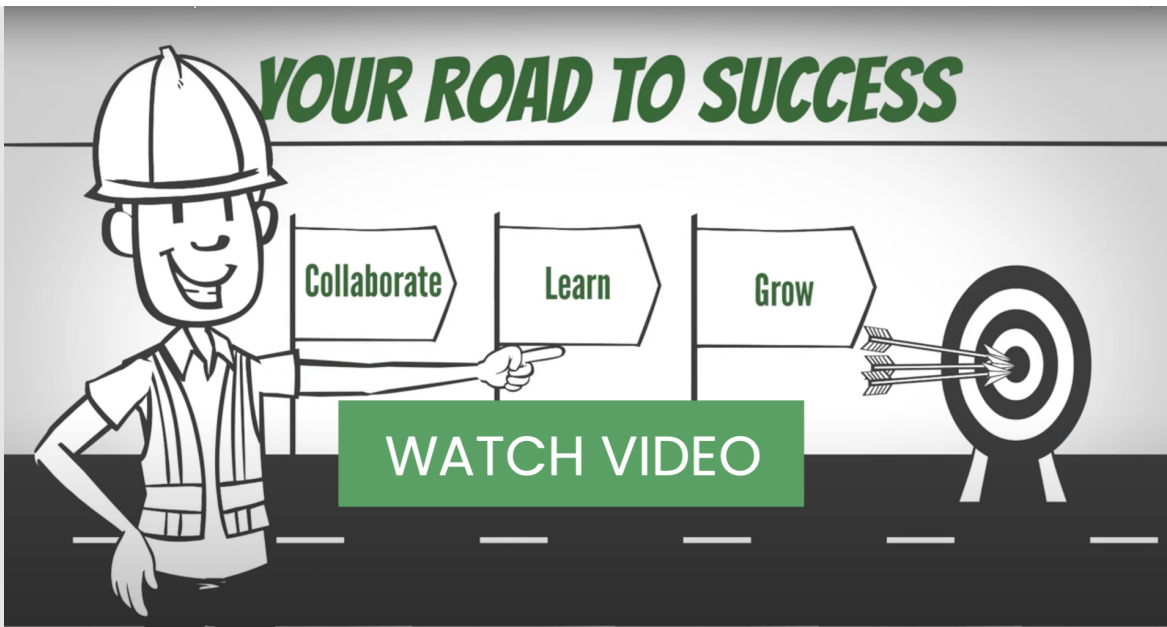 YOUR ROAD TO SUCCESS
Collaborate
Learn
Grow
WATCH VIDEO